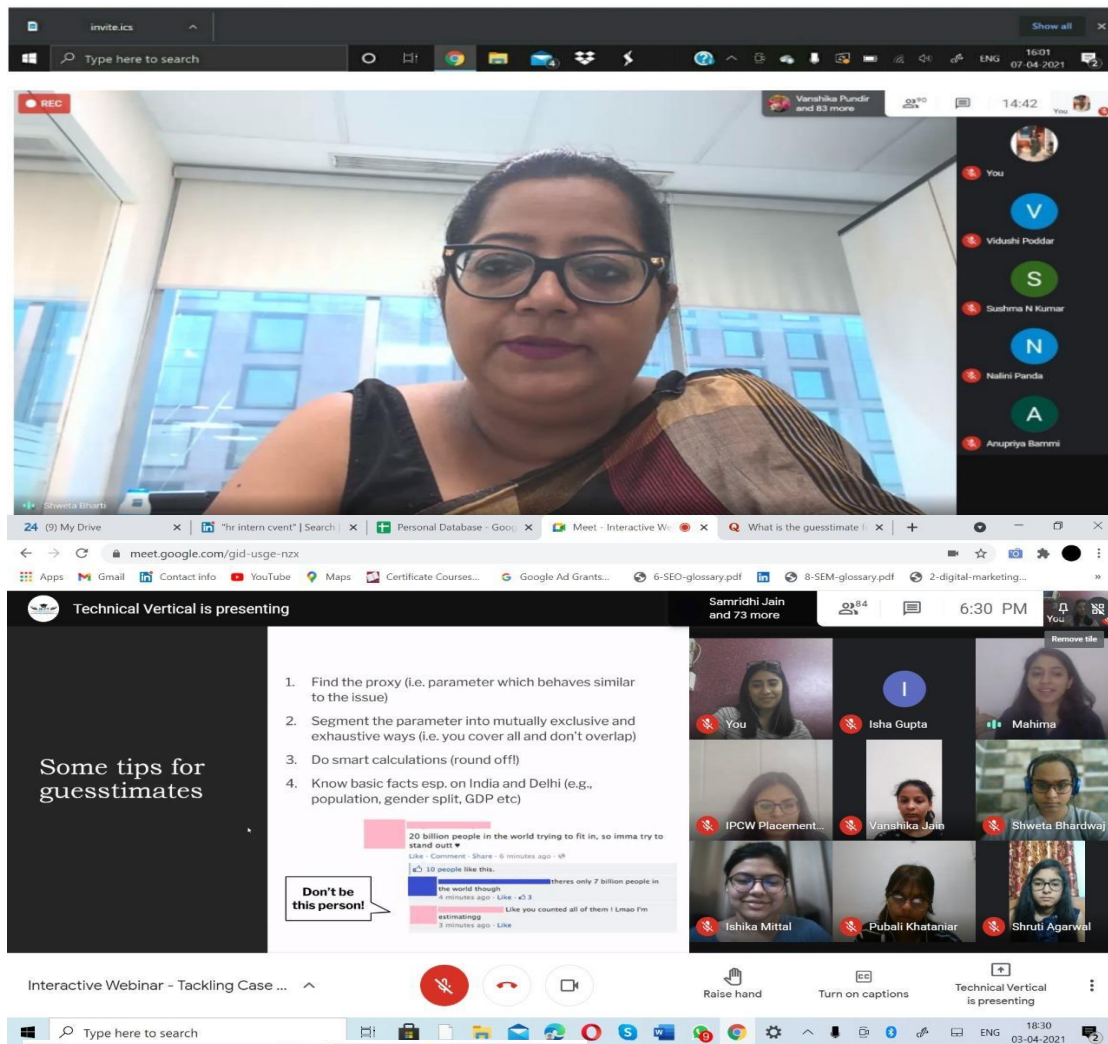 invite.ics
Show all
Type here to search
4
ENG
16:01
07-04-2021
2
REC
Vanshika Pundir
and 83 more
90
14:42
You
You
V
Vidushi Poddar
S
Sushma N Kumar
N
Nalini Panda
A
Anupriya Bammi
Shweta Bharti
24 (9) My Drive
"hr intern cvent" | Search |
Personal Database - Goog
Meet - Interactive We
What is the guesstimate f
meet.google.com/gid-usge-nzx
Apps
Gmail
Contact info
YouTube
Maps
Certificate Courses...
Google Ad Grants...
6-SEO-glossary.pdf
8-SEM-glossary.pdf
2-digital-marketing...
Technical Vertical is presenting
Samridhi Jain
and 73 more
84
6:30 PM
You
Remove tile
Some tips for
guesstimates
1. Find the proxy (i.e. parameter which behaves similar
to the issue)
2. Segment the parameter into mutually exclusive and
exhaustive ways (i.e. you cover all and don't overlap)
3. Do smart calculations (round off!)
4. Know basic facts esp. on India and Delhi (e.g.,
population, gender split, GDP etc)
20 billion people in the world trying to fit in, so imma try to
stand outt ♥
Like · Comment · Share · 6 minutes ago
10 people like this.
theres only 7 billion people in
the world though
4 minutes ago · Like · 3
Like you counted all of them ! Lmao I'm
estimatingg
3 minutes ago · Like
Don't be
this person!
You
I
Isha Gupta
Mahima
IPCW Placement...
Vanshika Jain
Shweta Bhardwaj
Ishika Mittal
Pubali Khataniar
Shruti Agarwal
Interactive Webinar - Tackling Case ...
Raise hand
CC
Turn on captions
Technical Vertical
is presenting
Type here to search
9
ENG
18:30
03-04-2021
2